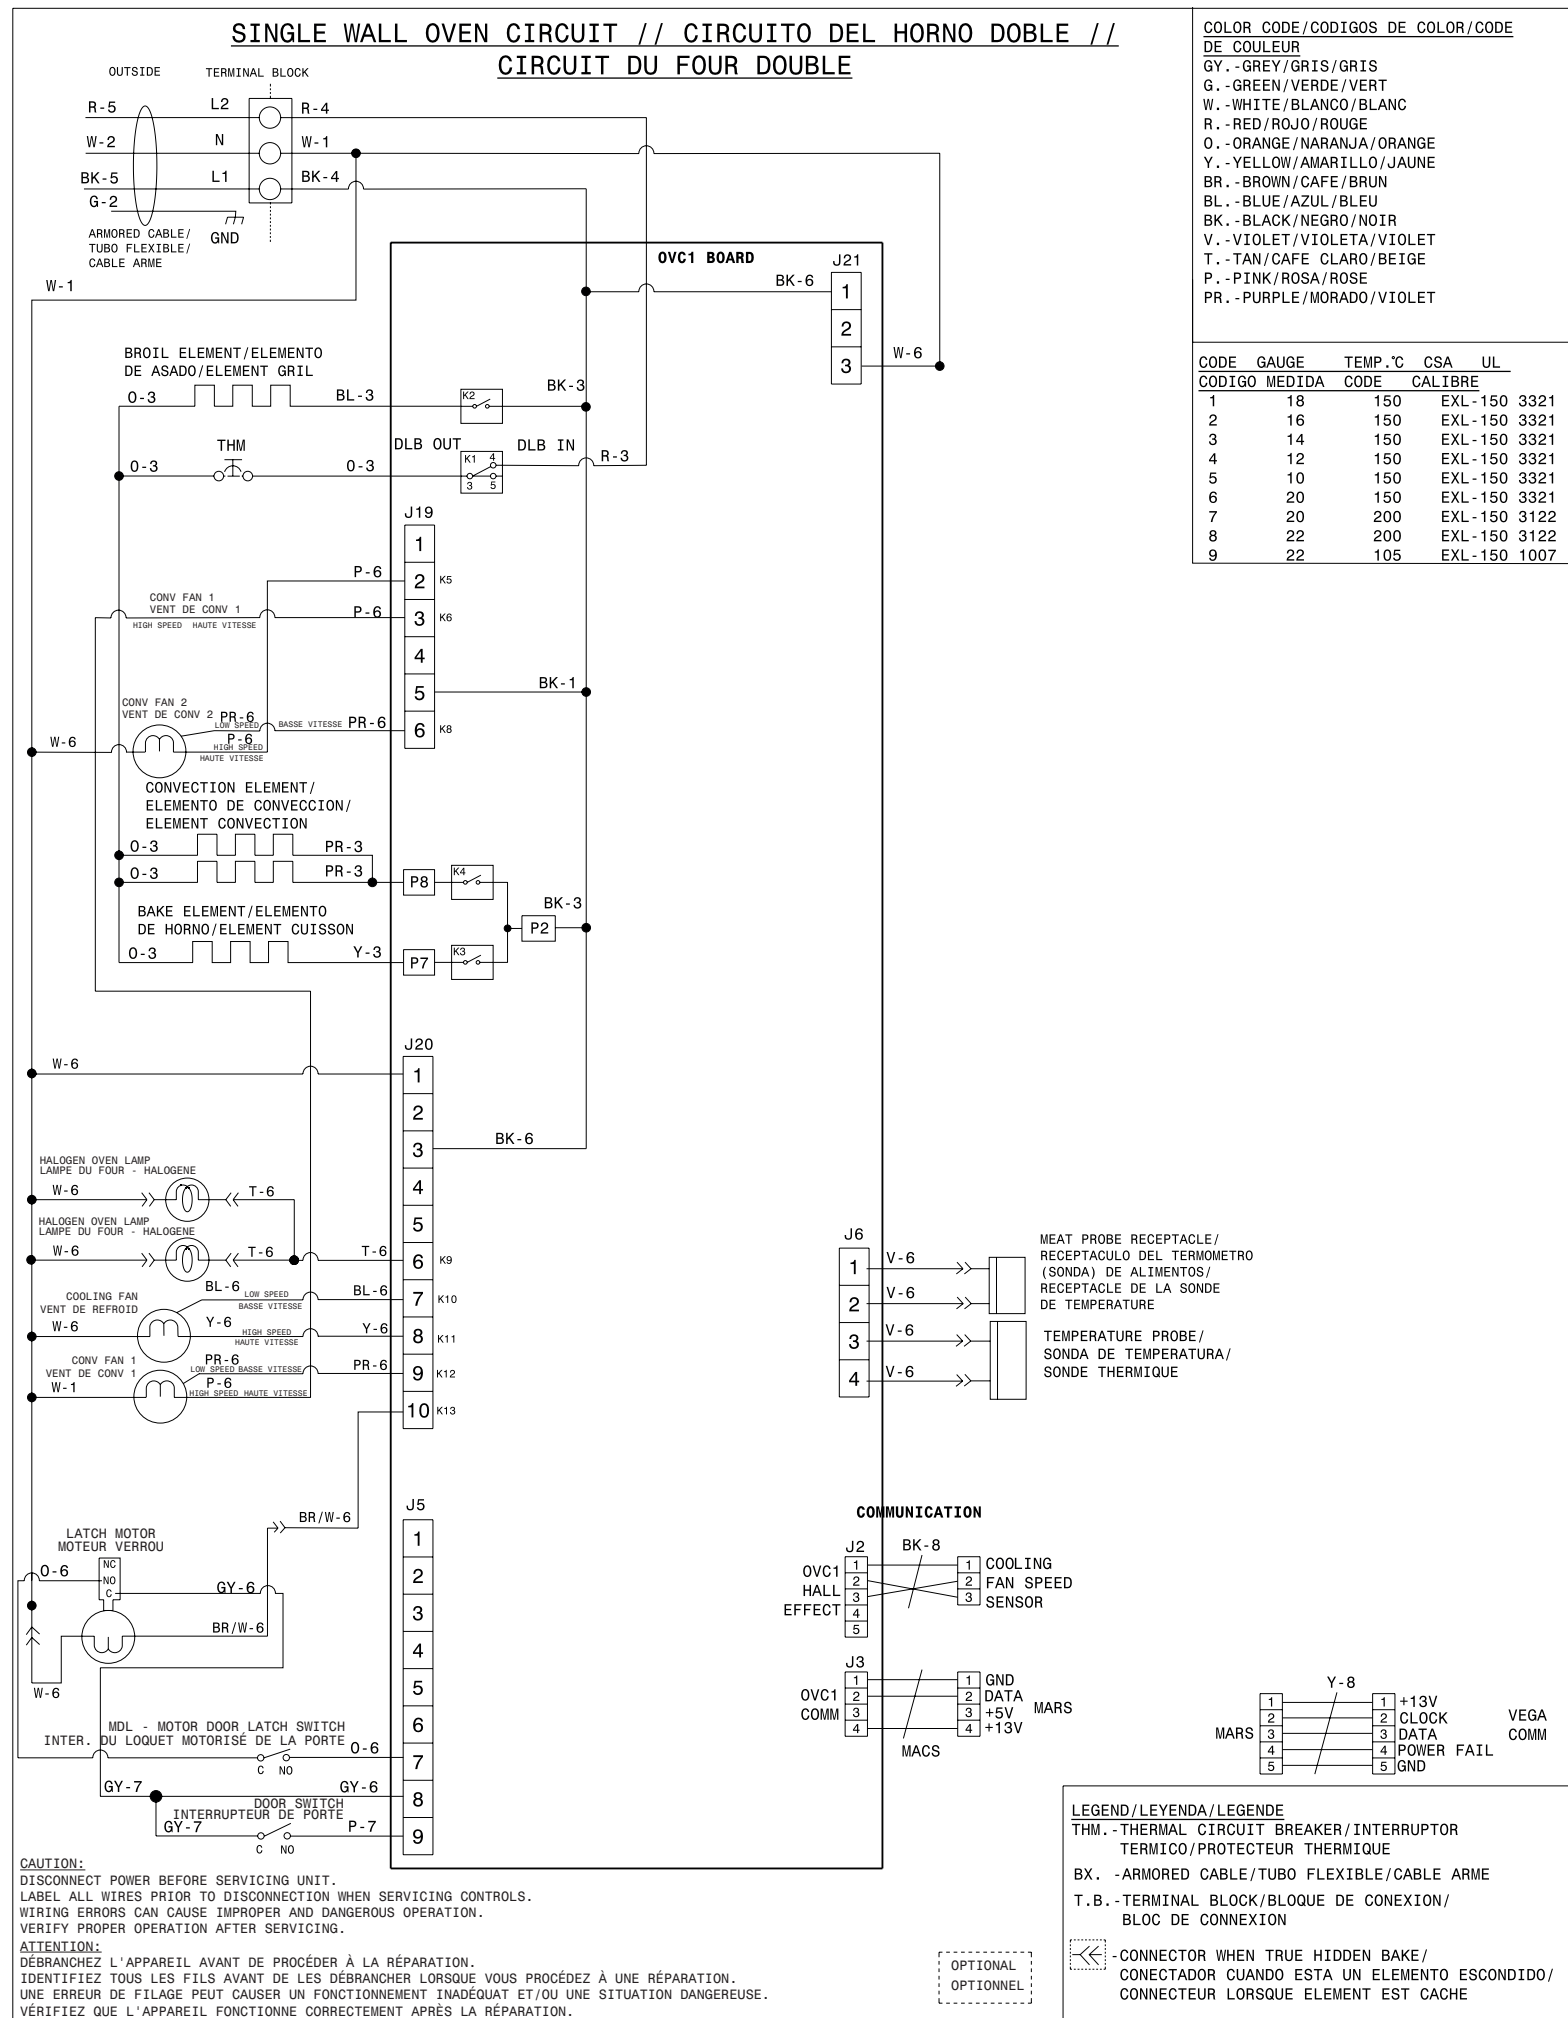 SINGLE WALL OVEN CIRCUIT // CIRCUITO DEL HORNO DOBLE //
CIRCUIT DU FOUR DOUBLE
OUTSIDE
TERMINAL BLOCK
R-5
L2
R-4
W-2
N
W-1
BK-5
L1
BK-4
G-2
GND
ARMORED CABLE/
TUBO FLEXIBLE/
CABLE ARME
W-1
OVC1 BOARD
J21
BK-6
1
2
3
W-6
BROIL ELEMENT/ELEMENTO
DE ASADO/ELEMENT GRIL
O-3
BL-3
K2
BK-3
THM
DLB OUT
DLB IN
O-3
O-3
K1
4
3
5
R-3
J19
1
P-6
2
K5
CONV FAN 1
VENT DE CONV 1
HIGH SPEED HAUTE VITESSE
P-6
3
K6
4
5
BK-1
6
K8
CONV FAN 2
VENT DE CONV 2
PR-6
LOW SPEED
BASSE VITESSE
PR-6
W-6
P-6
HIGH SPEED
HAUTE VITESSE
CONVECTION ELEMENT/
ELEMENTO DE CONVECCION/
ELEMENT CONVECTION
O-3
PR-3
O-3
PR-3
P8
K4
BAKE ELEMENT/ELEMENTO
DE HORNO/ELEMENT CUISSON
BK-3
P2
O-3
Y-3
P7
K3
J20
W-6
1
2
3
BK-6
4
5
HALOGEN OVEN LAMP
LAMPE DU FOUR - HALOGENE
W-6
T-6
HALOGEN OVEN LAMP
LAMPE DU FOUR - HALOGENE
W-6
T-6
T-6
6
K9
COOLING FAN
VENT DE REFROID
BL-6
LOW SPEED
BASSE VITESSE
BL-6
7
K10
W-6
Y-6
HIGH SPEED
HAUTE VITESSE
Y-6
8
K11
CONV FAN 1
VENT DE CONV 1
PR-6
LOW SPEED BASSE VITESSE
PR-6
9
K12
W-1
P-6
HIGH SPEED HAUTE VITESSE
10
K13
J6
1
V-6
2
V-6
3
V-6
4
V-6
MEAT PROBE RECEPTACLE/
RECEPTACULO DEL TERMOMETRO
(SONDA) DE ALIMENTOS/
RECEPTACLE DE LA SONDE
DE TEMPERATURE
TEMPERATURE PROBE/
SONDA DE TEMPERATURA/
SONDE THERMIQUE
BR/W-6
LATCH MOTOR
MOTEUR VERROU
NC
NO
C
O-6
GY-6
BR/W-6
W-6
J5
1
2
3
4
5
6
7
8
9
MDL - MOTOR DOOR LATCH SWITCH
INTER. DU LOQUET MOTORISÉ DE LA PORTE
O-6
C NO
GY-7
GY-6
DOOR SWITCH
INTERRUPTEUR DE PORTE
GY-7
P-7
C NO
COMMUNICATION
J2
BK-8
OVC1
HALL
EFFECT
1
2
3
4
5
1
2
3
COOLING
FAN SPEED
SENSOR
J3
OVC1
COMM
1
2
3
4
1 GND
2 DATA
3 +5V
4 +13V
MARS
MACS
Y-8
MARS
1
2
3
4
5
1 +13V
2 CLOCK
3 DATA
4 POWER FAIL
5 GND
VEGA
COMM
COLOR CODE/CODIGOS DE COLOR/CODE
DE COULEUR
GY.-GREY/GRIS/GRIS
G.-GREEN/VERDE/VERT
W.-WHITE/BLANCO/BLANC
R.-RED/ROJO/ROUGE
O.-ORANGE/NARANJA/ORANGE
Y.-YELLOW/AMARILLO/JAUNE
BR.-BROWN/CAFE/BRUN
BL.-BLUE/AZUL/BLEU
BK.-BLACK/NEGRO/NOIR
V.-VIOLET/VIOLETA/VIOLET
T.-TAN/CAFE CLARO/BEIGE
P.-PINK/ROSA/ROSE
PR.-PURPLE/MORADO/VIOLET
CODE GAUGE TEMP.℃ CSA UL
CODIGO MEDIDA CODE CALIBRE
1 18 150 EXL-150 3321
2 16 150 EXL-150 3321
3 14 150 EXL-150 3321
4 12 150 EXL-150 3321
5 10 150 EXL-150 3321
6 20 150 EXL-150 3321
7 20 200 EXL-150 3122
8 22 200 EXL-150 3122
9 22 105 EXL-150 1007
CAUTION:
DISCONNECT POWER BEFORE SERVICING UNIT.
LABEL ALL WIRES PRIOR TO DISCONNECTION WHEN SERVICING CONTROLS.
WIRING ERRORS CAN CAUSE IMPROPER AND DANGEROUS OPERATION.
VERIFY PROPER OPERATION AFTER SERVICING.
ATTENTION:
DÉBRANCHEZ L'APPAREIL AVANT DE PROCÉDER À LA RÉPARATION.
IDENTIFIEZ TOUS LES FILS AVANT DE LES DÉBRANCHER LORSQUE VOUS PROCÉDEZ À UNE RÉPARATION.
UNE ERREUR DE FILAGE PEUT CAUSER UN FONCTIONNEMENT INADÉQUAT ET/OU UNE SITUATION DANGEREUSE.
VÉRIFIEZ QUE L'APPAREIL FONCTIONNE CORRECTEMENT APRÈS LA RÉPARATION.
OPTIONAL
OPTIONNEL
LEGEND/LEYENDA/LEGENDE
THM.-THERMAL CIRCUIT BREAKER/INTERRUPTOR
TERMICO/PROTECTEUR THERMIQUE
BX. -ARMORED CABLE/TUBO FLEXIBLE/CABLE ARME
T.B.-TERMINAL BLOCK/BLOQUE DE CONEXION/
BLOC DE CONNEXION
-CONNECTOR WHEN TRUE HIDDEN BAKE/
CONECTADOR CUANDO ESTA UN ELEMENTO ESCONDIDO/
CONNECTEUR LORSQUE ELEMENT EST CACHE